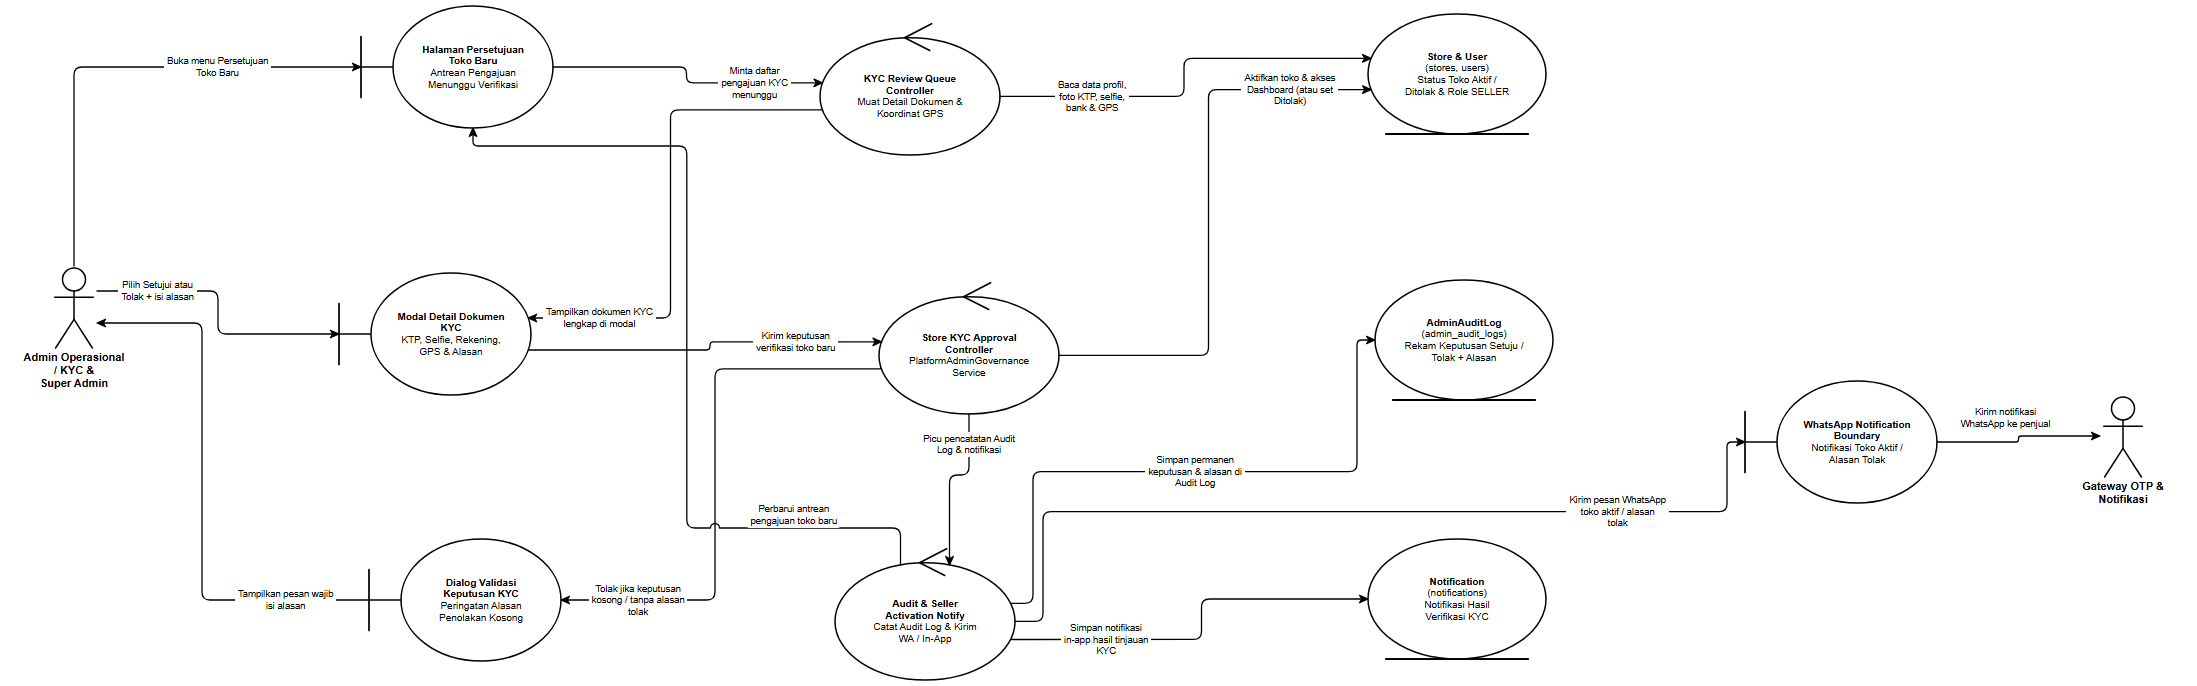 Buka menu Persetujuan
Toko Baru
Halaman Persetujuan
Toko Baru
Antrean Pengajuan
Menunggu Verifikasi
Minta daftar
pengajuan KYC
menunggu
KYC Review Queue
Controller
Muat Detail Dokumen &
Koordinat GPS
Baca data profil,
foto KTP, selfie,
bank & GPS
Aktifkan toko & akses
Dashboard (atau set
Ditolak)
Store & User
(stores, users)
Status Toko Aktif /
Ditolak & Role SELLER
Admin Operasional
/ KYC &
Super Admin
Pilih Setujui atau
Tolak + isi alasan
Modal Detail Dokumen
KYC
KTP, Selfie, Rekening,
GPS & Alasan
Tampilkan dokumen KYC
lengkap di modal
Kirim keputusan
verifikasi toko baru
Store KYC Approval
Controller
PlatformAdminGovernance
Service
AdminAuditLog
(admin_audit_logs)
Rekam Keputusan Setuju /
Tolak + Alasan
Picu pencatatan Audit
Log & notifikasi
Simpan permanen
keputusan & alasan di
Audit Log
WhatsApp Notification
Boundary
Notifikasi Toko Aktif /
Alasan Tolak
Kirim notifikasi
WhatsApp ke penjual
Gateway OTP &
Notifikasi
Perbarui antrean
pengajuan toko baru
Kirim pesan WhatsApp
toko aktif / alasan
tolak
Tampilkan pesan wajib
isi alasan
Dialog Validasi
Keputusan KYC
Peringatan Alasan
Penolakan Kosong
Tolak jika keputusan
kosong / tanpa alasan
tolak
Audit & Seller
Activation Notify
Catat Audit Log & Kirim
WA / In-App
Simpan notifikasi
in-app hasil tinjauan
KYC
Notification
(notifications)
Notifikasi Hasil
Verifikasi KYC